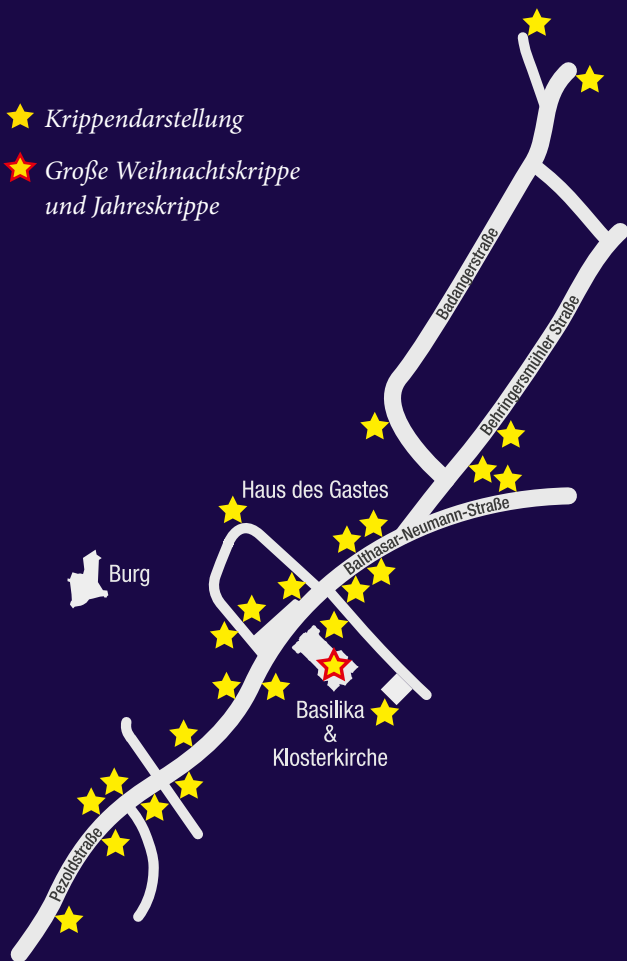 Krippendarstellung
Große Weihnachtskrippe
und Jahreskrippe
Badangerstraße
Behringersmühler Straße
Haus des Gastes
Balthasar-Neumann-Straße
Burg
Basilika
&
Klosterkirche
Pezoldstraße